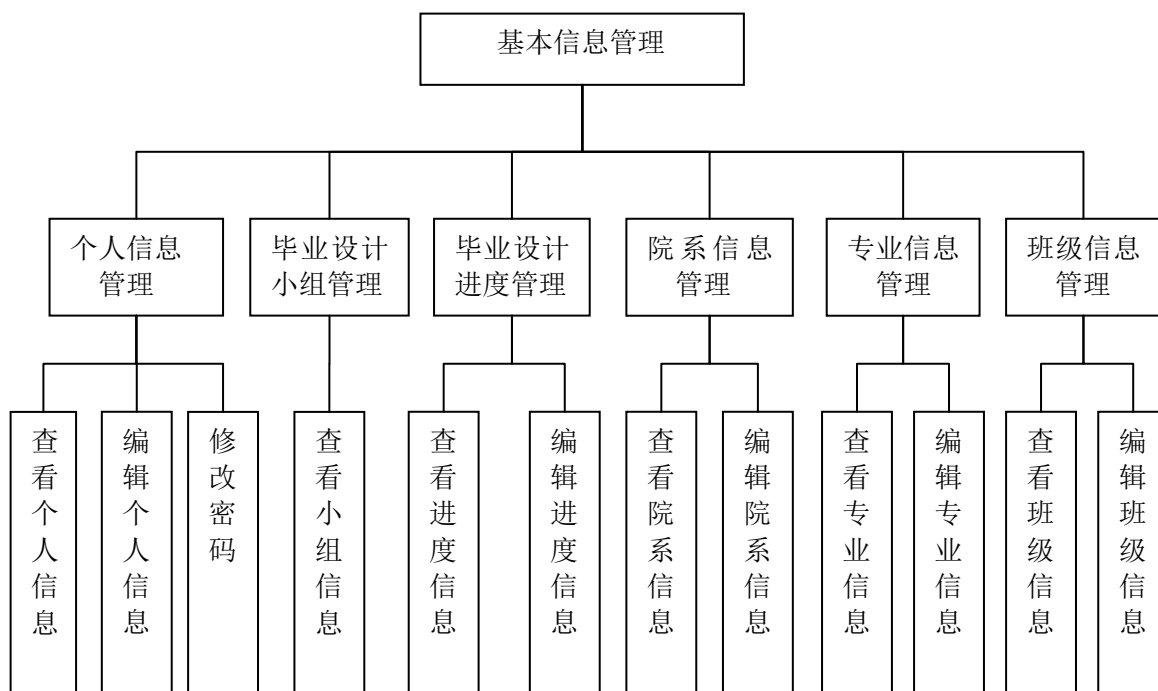 基本信息管理
个人信息
管理
毕业设计
小组管理
毕业设计
进度管理
院系信息
管理
专业信息
管理
班级信息
管理
查看个人信息
编辑个人信息
修改密码
查看小组信息
查看进度信息
编辑进度信息
查看院系信息
编辑院系信息
查看专业信息
编辑专业信息
查看班级信息
编辑班级信息